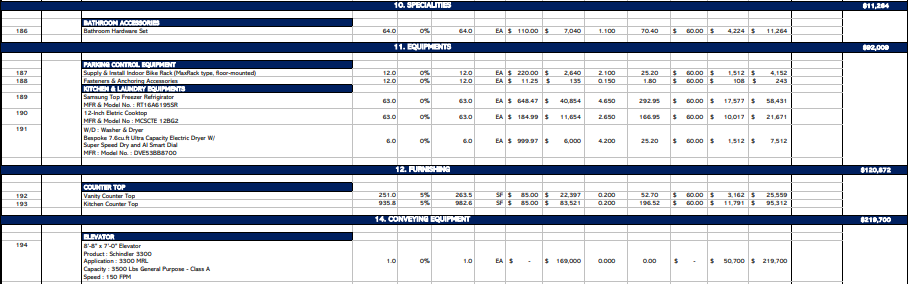 10. SPECIALITIES $11,264
BATHROOM ACCESSORIES
186 Bathroom Hardware Set 64.0 0% 64.0 EA $ 110.00 $ 7,040 1.100 70.40 $ 60.00 $ 4,224 $ 11,264
11. EQUIPMENTS $92,009
PARKING CONTROL EQUIPMENT
187 Supply & Install Indoor Bike Rack (MaxRack type, floor-mounted) 12.0 0% 12.0 EA $ 220.00 $ 2,640 2.100 25.20 $ 60.00 $ 1,512 $ 4,152
188 Fasteners & Anchoring Accessories 12.0 0% 12.0 EA $ 11.25 $ 135 0.150 1.80 $ 60.00 $ 108 $ 243
KITCHEN & LAUNDRY EQUIPMENTS
189 Samsung Top Freezer Refrigirator
MFR & Model No. : RT16A6195SR 63.0 0% 63.0 EA $ 648.47 $ 40,854 4.650 292.95 $ 60.00 $ 17,577 $ 58,431
190 12-Inch Eletric Cooktop
MFR & Model No. : MCSCTE 12BG2 63.0 0% 63.0 EA $ 184.99 $ 11,654 2.650 166.95 $ 60.00 $ 10,017 $ 21,671
191 W/D : Washer & Dryer
Bespoke 7.6cu.ft Ultra Capacity Electric Dryer W/
Super Speed Dry and AI Smart Dial 6.0 0% 6.0 EA $ 999.97 $ 6,000 4.200 25.20 $ 60.00 $ 1,512 $ 7,512
MFR : Model No. : DVE53BB8700
12. FURNISHING $120,872
COUNTER TOP
192 Vanity Counter Top 251.0 5% 263.5 SF $ 85.00 $ 22,397 0.200 52.70 $ 60.00 $ 3,162 $ 25,559
193 Kitchen Counter Top 935.8 5% 982.6 SF $ 85.00 $ 83,521 0.200 196.52 $ 60.00 $ 11,791 $ 95,312
14. CONVEYING EQUIPMENT $219,700
ELEVATOR
194 8'-8" x 7'-0" Elevator
Product : Schindler 3300
Application : 3300 MRL 1.0 0% 1.0 EA $ - $ 169,000 0.000 0.00 $ - $ 50,700 $ 219,700
Capacity : 3500 Lbs General Purpose - Class A
Speed : 150 FPM